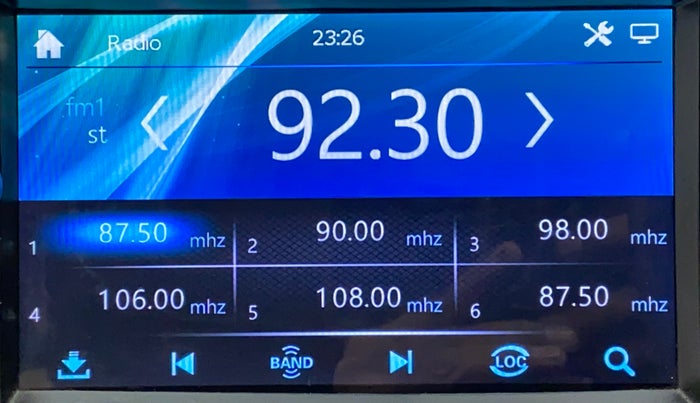 Radio 23:26
fm1
st 92.30
1 87.50 mhz 2 90.00 mhz 3 98.00 mhz
4 106.00 mhz 5 108.00 mhz 6 87.50 mhz
BAND LOC